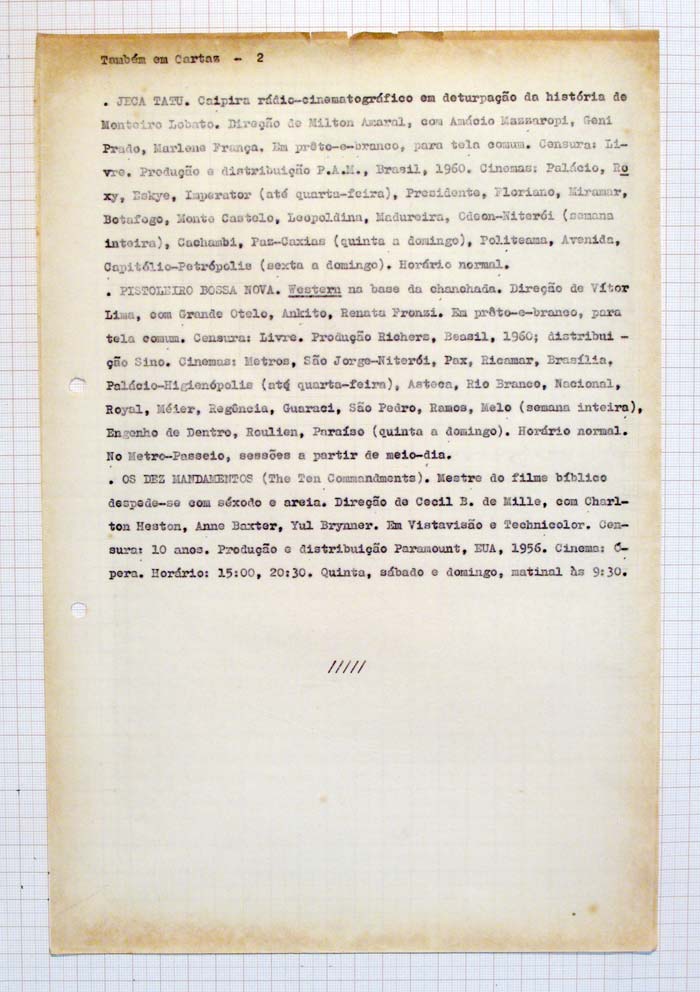 Também em Cartaz - 2
. JECA TATU. Caipira rádio-cinematográfico em deturpação da história de
Monteiro Lobato. Direção de Milton Amaral, com Amácio Mazzaropi, Geni
Prado, Marlene França. Em prêto-e-branco, para tela comum. Censura: Li-
vre. Produção e distribuição P.A.M., Brasil, 1960. Cinemas: Palácio, Ro
xy, Eskye, Imperator (até quarta-feira), Presidente, Floriano, Miramar,
Botafogo, Monte Castelo, Leopoldina, Madureira, Odeon-Niterói (semana
inteira), Cachambi, Paz-Caxias (quinta a domingo), Politeama, Avenida,
Capitólio-Petrópolis (sexta a domingo). Horário normal.
. PISTOLEIRO BOSSA NOVA. Western na base da chanchada. Direção de Vítor
Lima, com Grande Otelo, Ankito, Renata Fronzi. Em prêto-e-branco, para
tela comum. Censura: Livre. Produção Richers, Beasil, 1960; distribui -
ção Sino. Cinemas: Metros, São Jorge-Niterói, Pax, Ricamar, Brasília,
Palácio-Higienópolis (até quarta-feira), Asteca, Rio Branco, Nacional,
Royal, Méier, Regência, Guaraci, São Pedro, Ramos, Melo (semana inteira),
Engenho de Dentro, Roulien, Paraíso (quinta a domingo). Horário normal.
No Metro-Passeio, sessões a partir de meio-dia.
. OS DEZ MANDAMENTOS (The Ten Commandments). Mestre do filme bíblico
despede-se com séxodo e areia. Direção de Cecil B. de Mille, com Charl-
ton Heston, Anne Baxter, Yul Brynner. Em Vistavisão e Technicolor. Cen-
sura: 10 anos. Produção e distribuição Paramount, EUA, 1956. Cinema: Ó-
pera. Horário: 15:00, 20:30. Quinta, sábado e domingo, matinal às 9:30.
/////